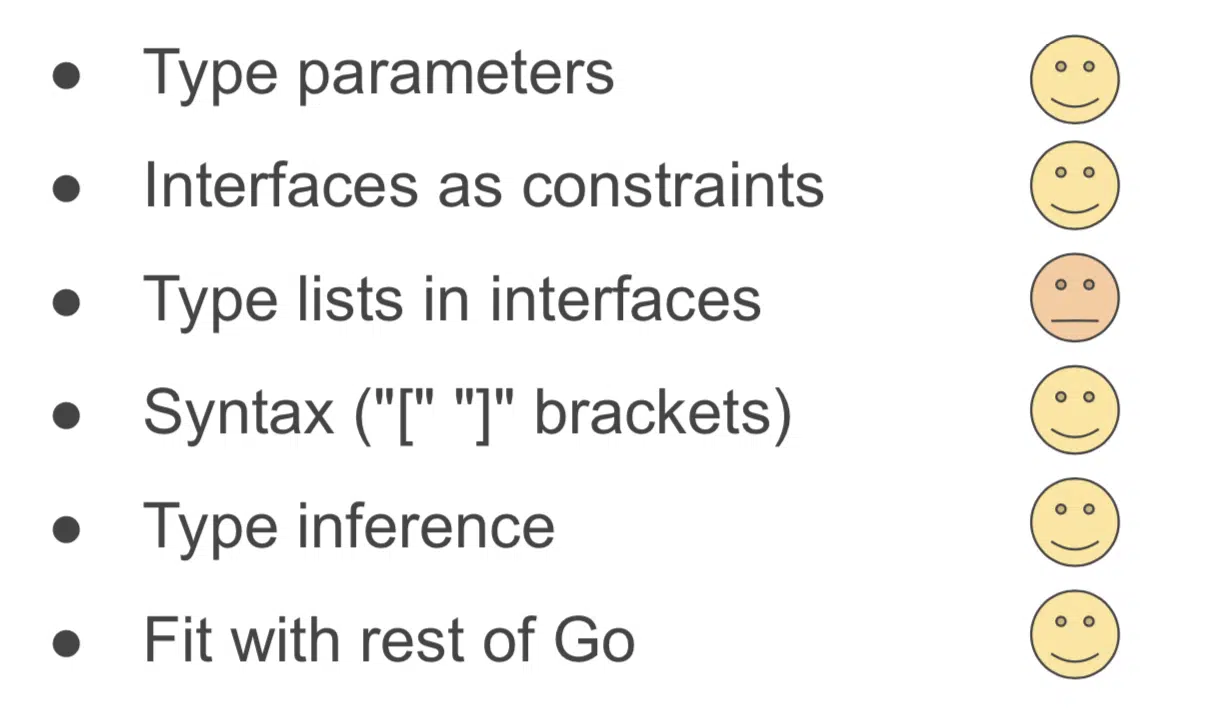 ● Type parameters
● Interfaces as constraints
● Type lists in interfaces
● Syntax ("[" "]" brackets)
● Type inference
● Fit with rest of Go